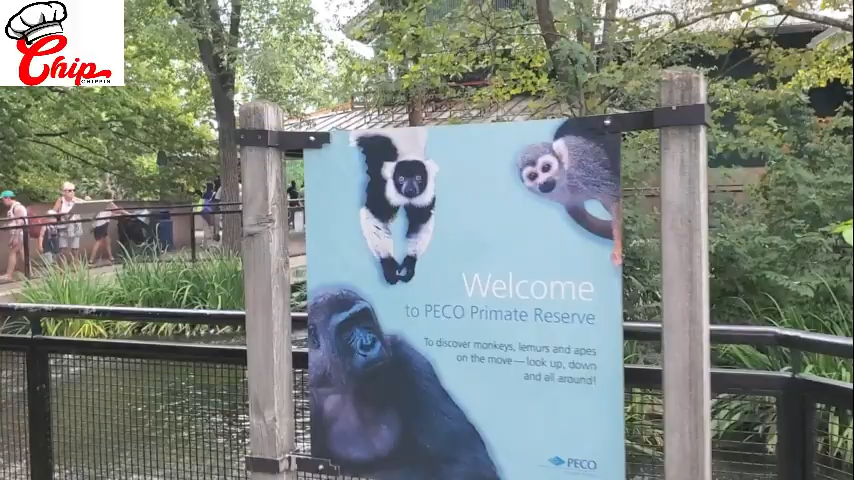 Chip
CHIPPIN
Welcome
to PECO Primate Reserve
To discover monkeys, lemurs and apes
on the move—look up, down
and all around!
PECO